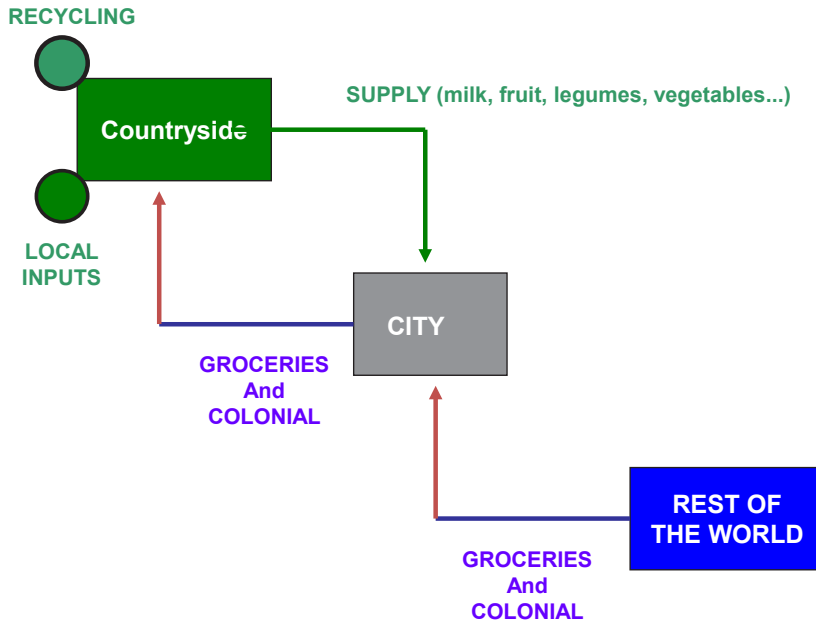 RECYCLING
SUPPLY (milk, fruit, legumes, vegetables...)
Countryside
LOCAL
INPUTS
CITY
GROCERIES
And
COLONIAL
REST OF
THE WORLD
GROCERIES
And
COLONIAL